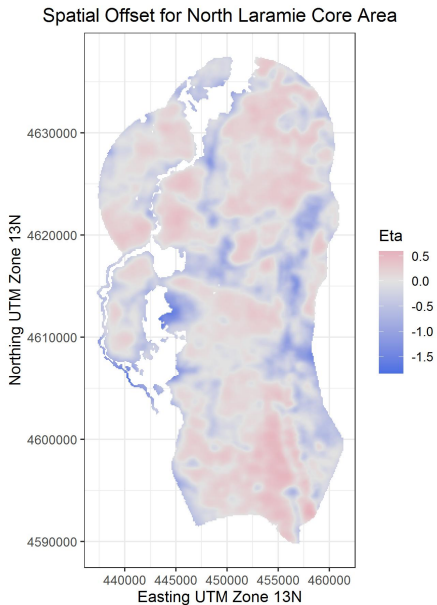 Spatial Offset for North Laramie Core Area
Northing UTM Zone 13N
4630000
4620000
4610000
4600000
4590000
440000 445000 450000 455000 460000
Easting UTM Zone 13N
Eta
0.5
0.0
-0.5
-1.0
-1.5